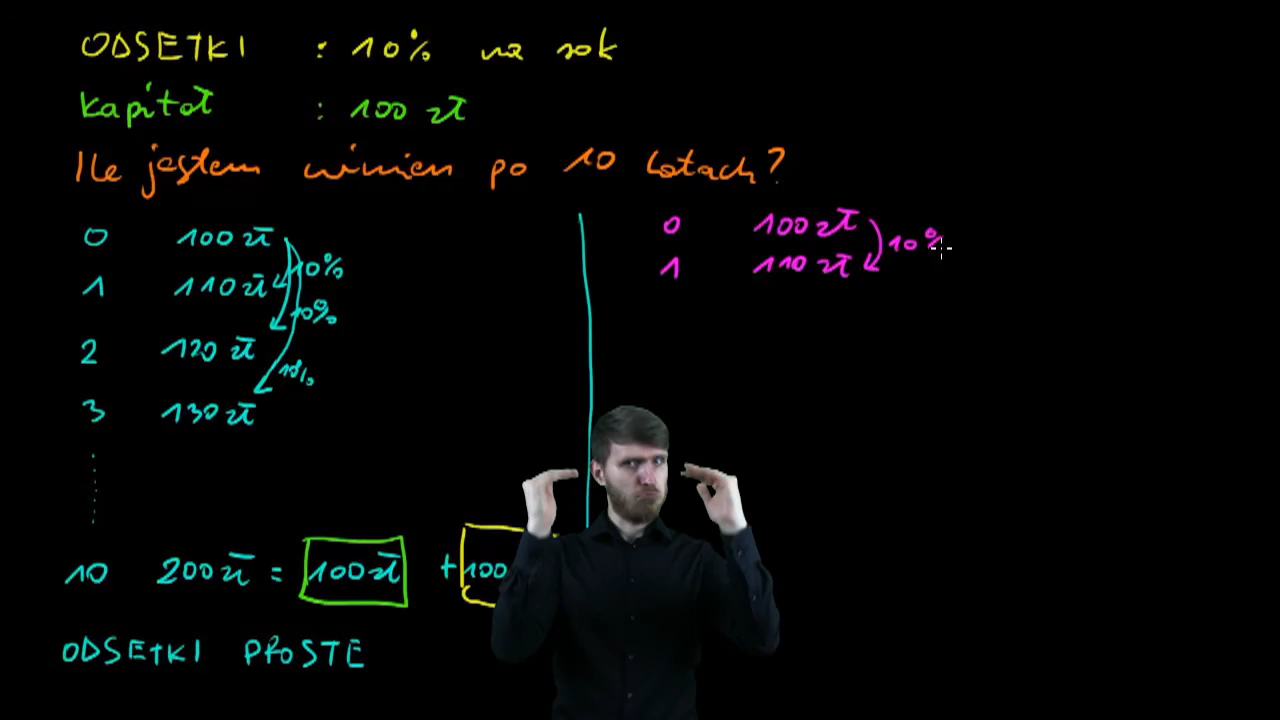 ODSETKI : 10% na rok
Kapitał : 100 zł
Ile jestem winien po 10 latach?
0 100 zł
10%
1 110 zł
10%
2 120 zł
10%
3 130 zł
10 200 zł = 100 zł + 100
ODSETKI PROSTE
0 100 zł
10%
1 110 zł